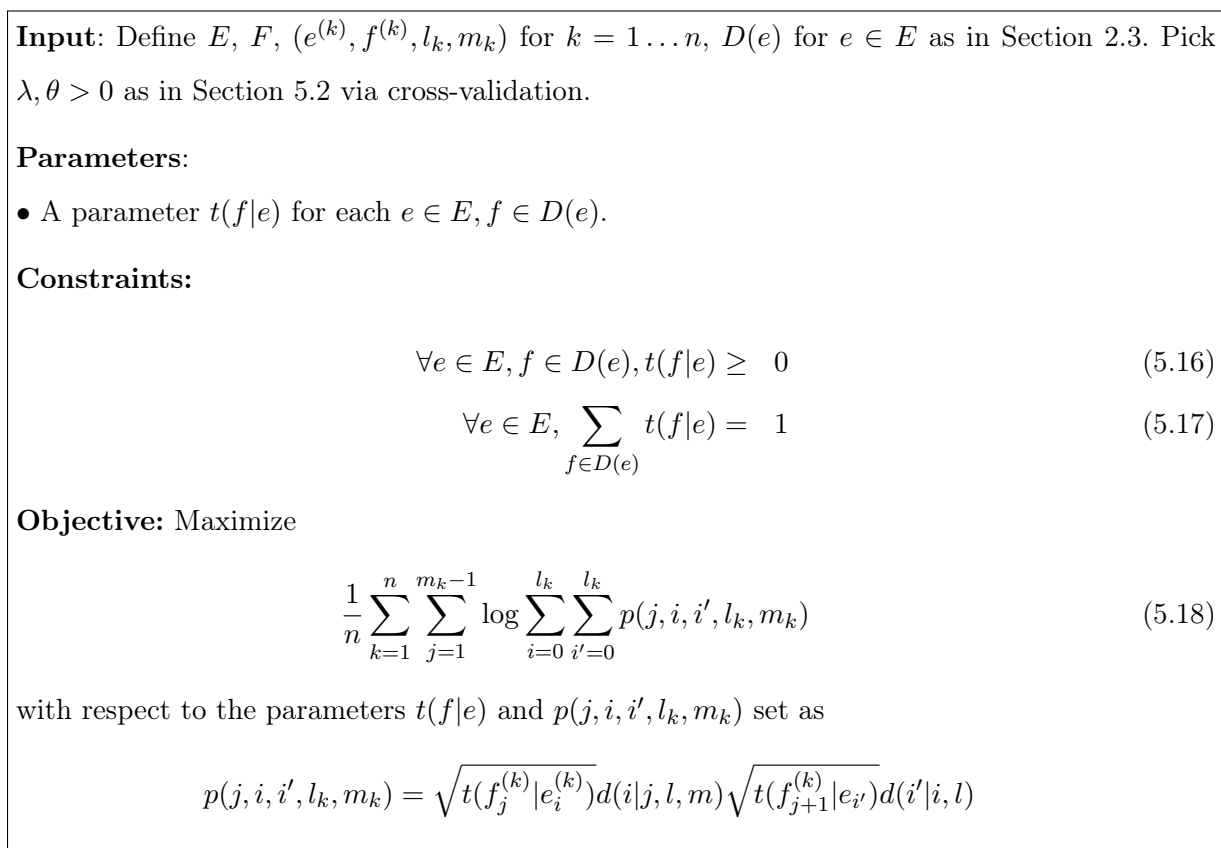 Input: Define E, F, (e^{(k)}, f^{(k)}, l_k, m_k) for k = 1 … n, D(e) for e ∈ E as in Section 2.3. Pick
λ, θ > 0 as in Section 5.2 via cross-validation.
Parameters:
• A parameter t(f|e) for each e ∈ E, f ∈ D(e).
Constraints:
∀e ∈ E, f ∈ D(e), t(f|e) ≥ 0 (5.16)
∀e ∈ E, \sum_{f∈D(e)} t(f|e) = 1 (5.17)
Objective: Maximize
\frac{1}{n} \sum_{k=1}^{n} \sum_{j=1}^{m_k−1} \log \sum_{i=0}^{l_k} \sum_{i'=0}^{l_k} p(j, i, i', l_k, m_k) (5.18)
with respect to the parameters t(f|e) and p(j, i, i', l_k, m_k) set as
p(j, i, i', l_k, m_k) = \sqrt{t(f_j^{(k)}|e_i^{(k)})} d(i|j, l, m) \sqrt{t(f_{j+1}^{(k)}|e_{i'})} d(i'|i, l)